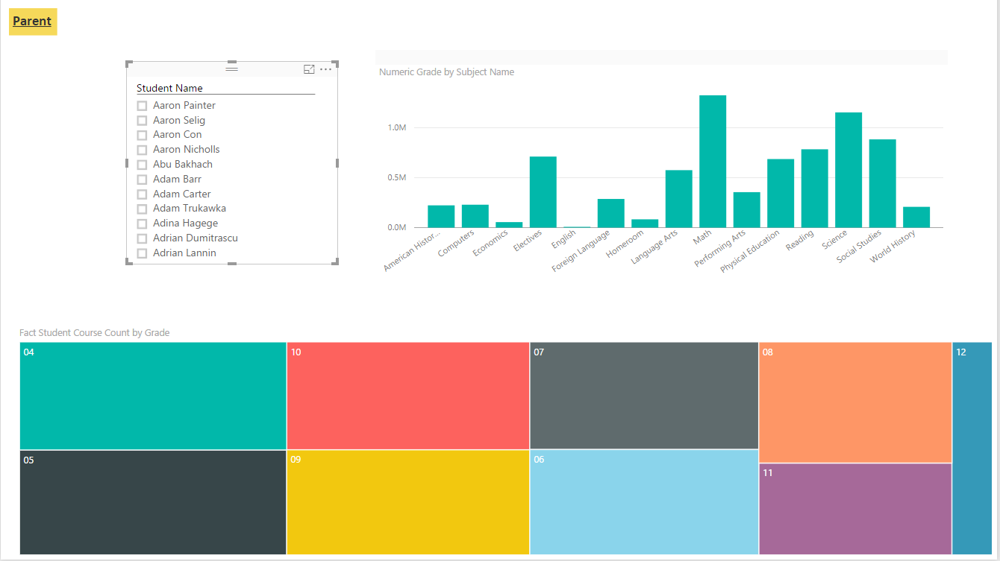 Parent
Student Name
Aaron Painter
Aaron Selig
Aaron Con
Aaron Nicholls
Abu Bakhach
Adam Barr
Adam Carter
Adam Trukawka
Adina Hagege
Adrian Dumitrascu
Adrian Lannin
Numeric Grade by Subject Name
1.0M
0.5M
0.0M
American Histor...
Computers
Economics
Electives
English
Foreign Language
Homeroom
Language Arts
Math
Performing Arts
Physical Education
Reading
Science
Social Studies
World History
Fact Student Course Count by Grade
04
10
07
08
12
05
09
06
11